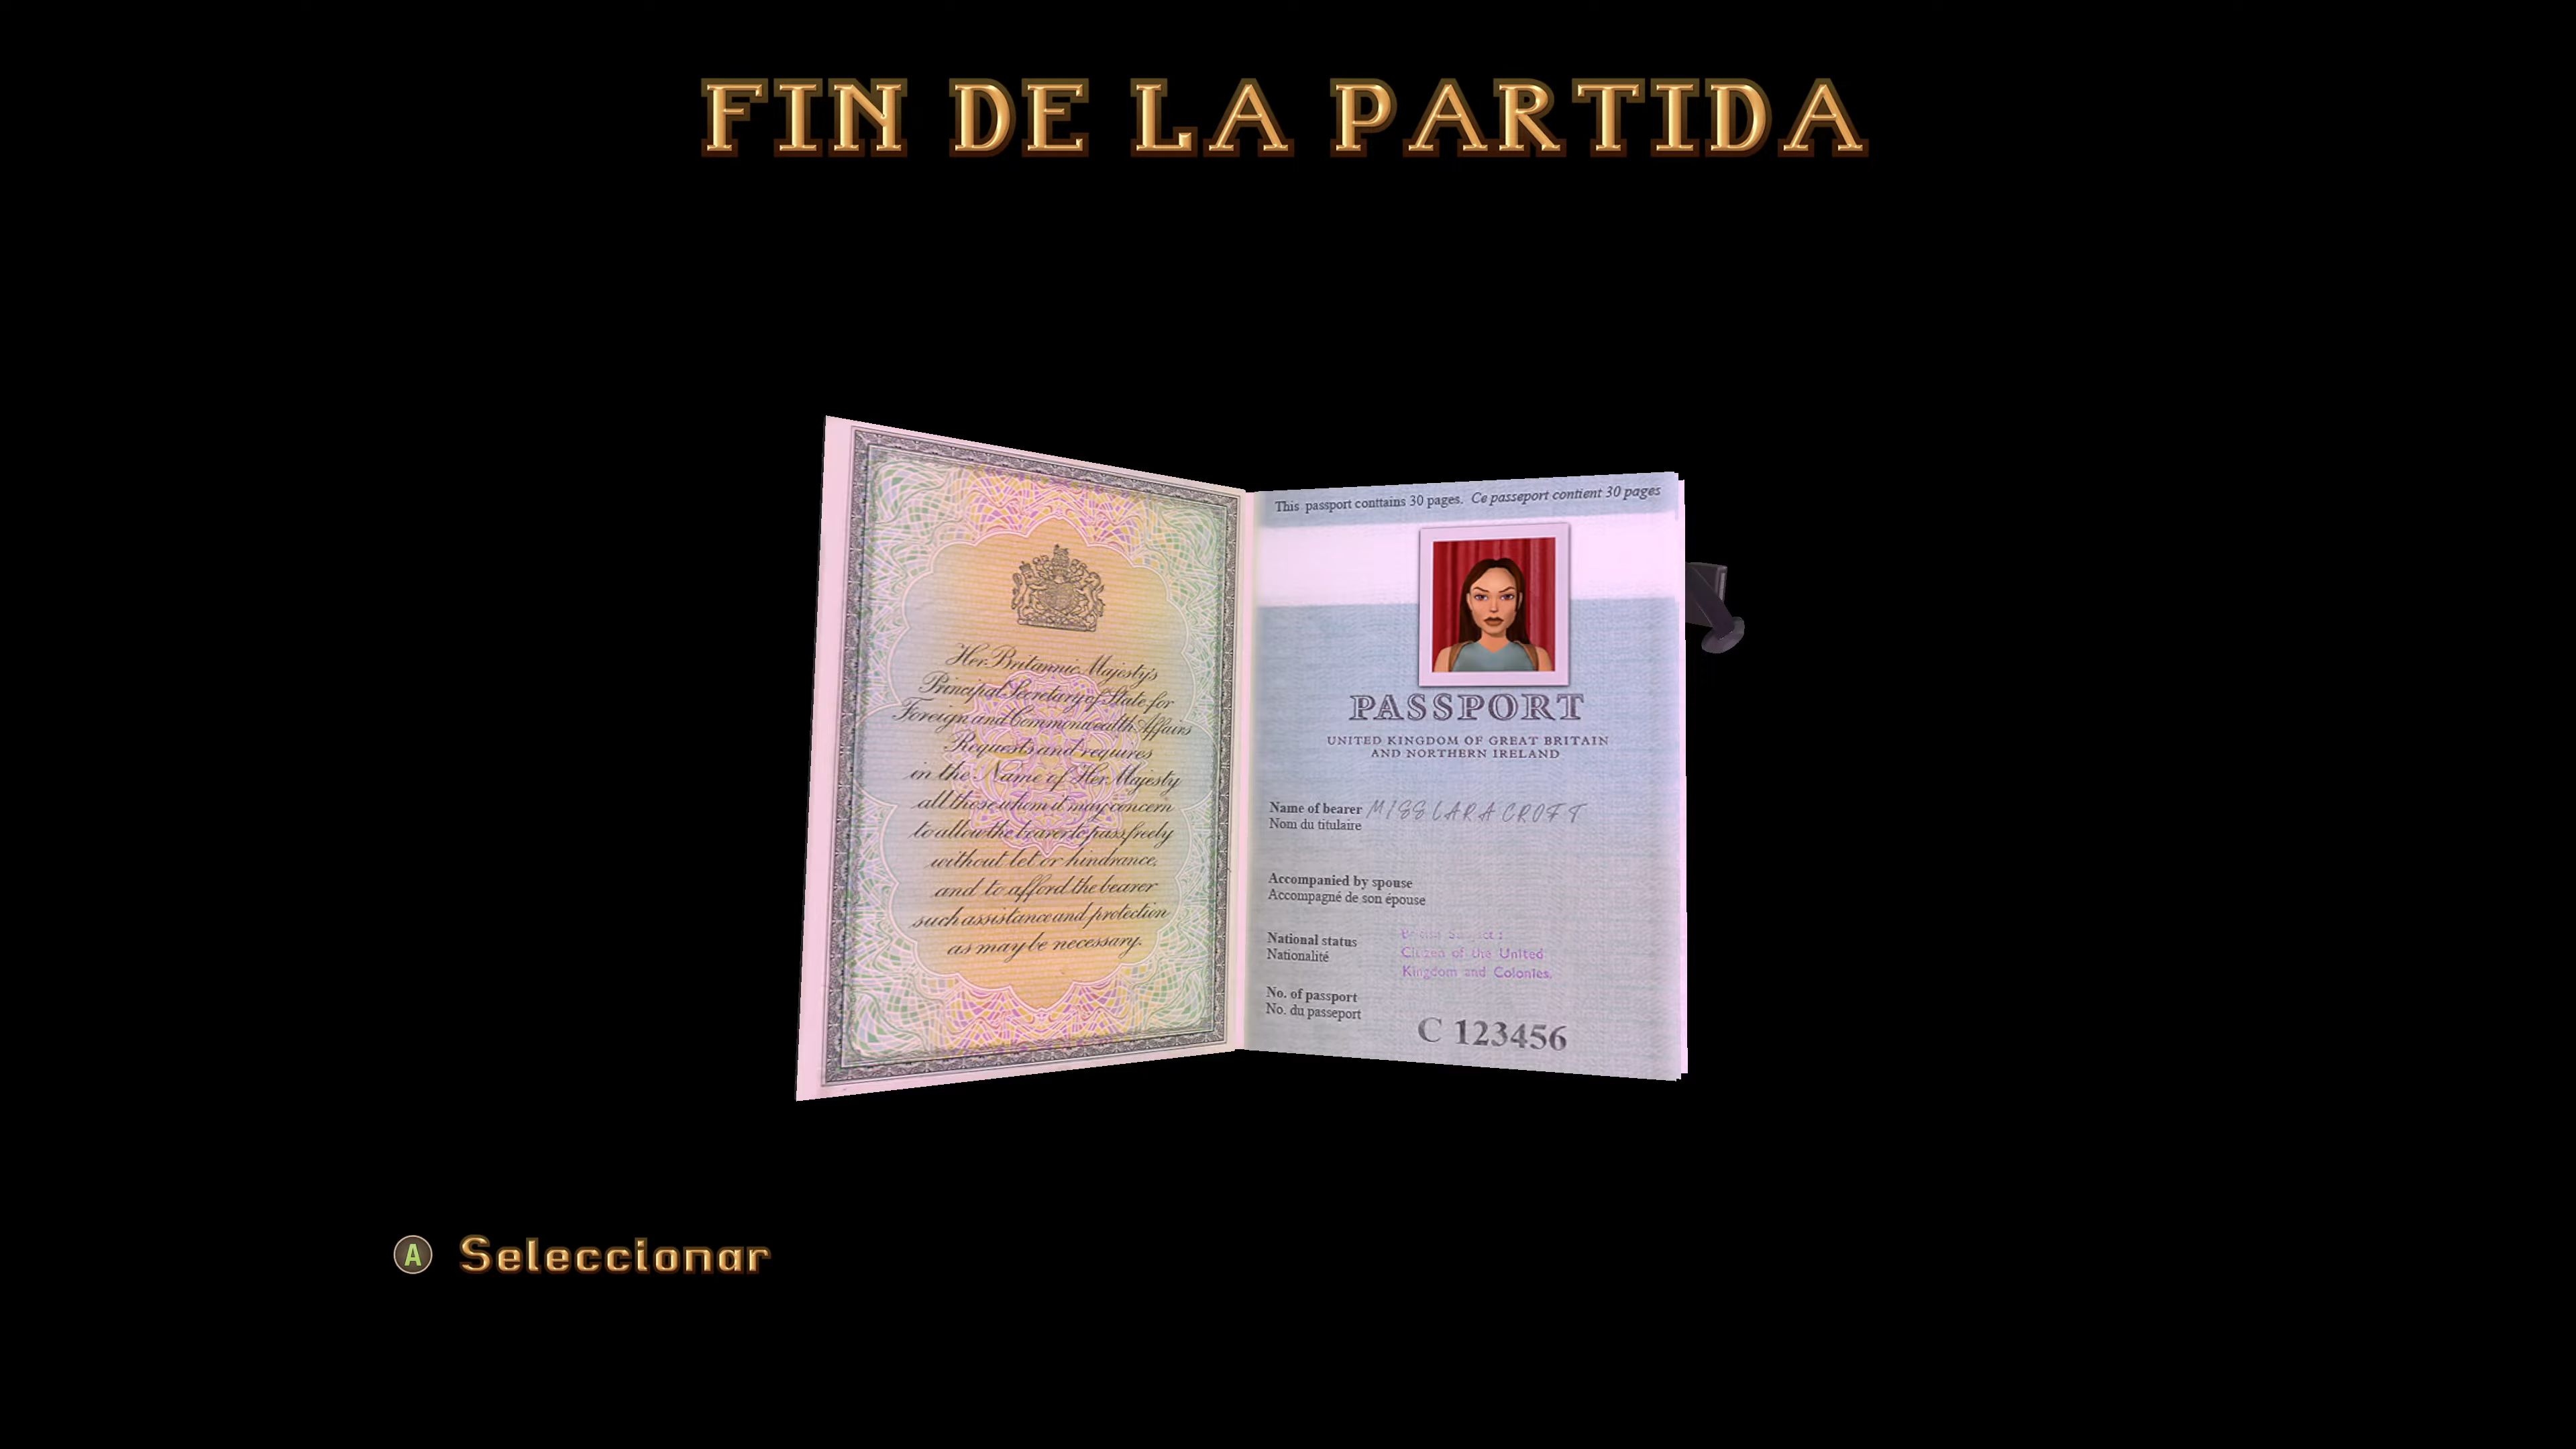 FIN DE LA PARTIDA
Her Britannic Majesty's
Principal Secretary of State for
Foreign and Commonwealth Affairs
Requests and requires
in the Name of Her Majesty
all those whom it may concern
to allow the bearer to pass freely
without let or hindrance,
and to afford the bearer
such assistance and protection
as may be necessary.
This passport conttains 30 pages. Ce passeport contient 30 pages
PASSPORT
UNITED KINGDOM OF GREAT BRITAIN
AND NORTHERN IRELAND
Name of bearer MISS LARA CROFT
Nom du titulaire
Accompanied by spouse
Accompagné de son épouse
National status
Nationalité
Citizen of the United
Kingdom and Colonies.
No. of passport
No. du passeport
C 123456
A Seleccionar